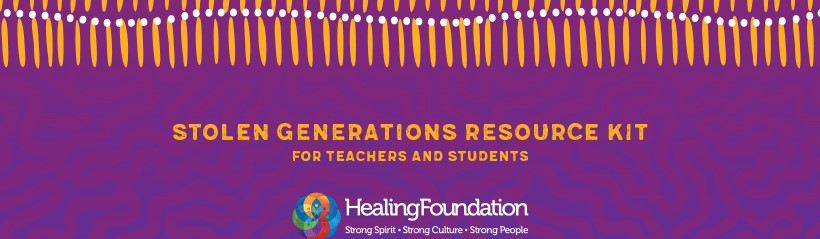 STOLEN GENERATIONS RESOURCE KIT
FOR TEACHERS AND STUDENTS
HealingFoundation
Strong Spirit • Strong Culture • Strong People